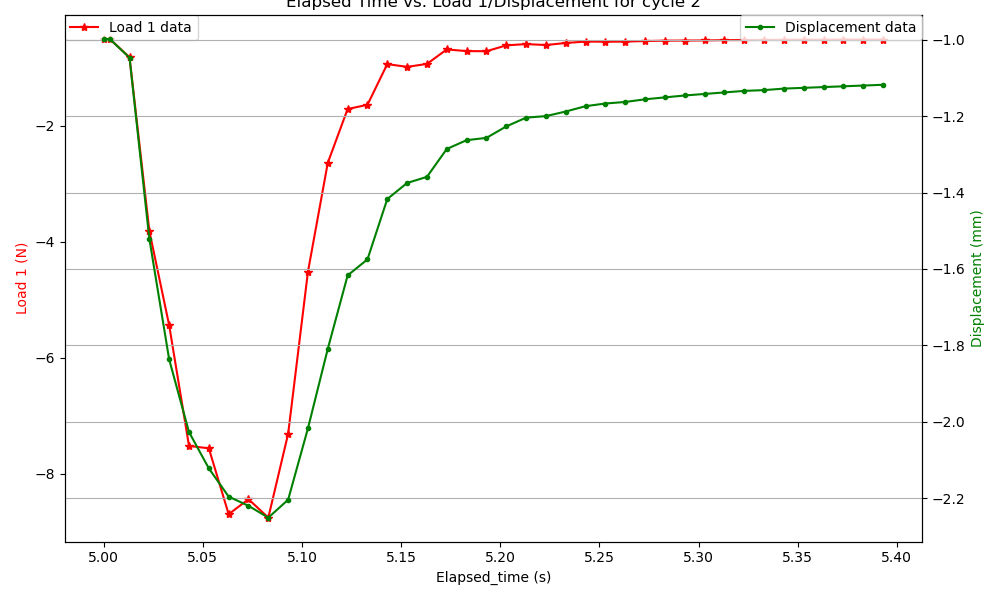 Elapsed Time vs. Load 1/Displacement for cycle 2
Load 1 data
Displacement data
Load 1 (N)
−2
−4
−6
−8
−1.0
−1.2
−1.4
−1.6
−1.8
−2.0
−2.2
Displacement (mm)
5.00 5.05 5.10 5.15 5.20 5.25 5.30 5.35 5.40
Elapsed_time (s)